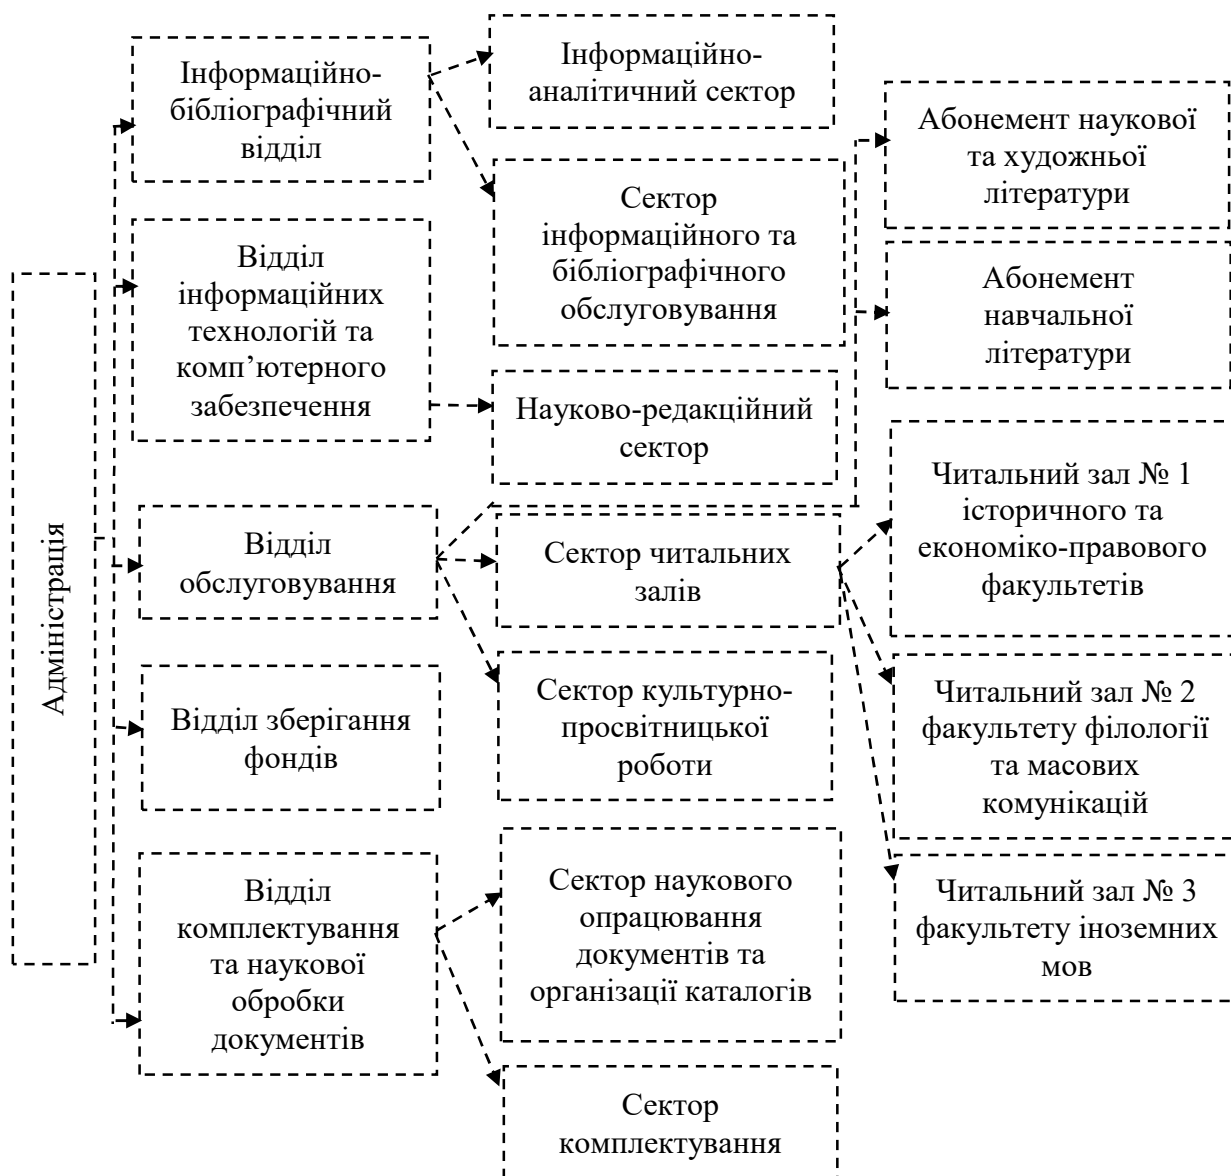 Адміністрація
Інформаційно-
бібліографічний
відділ
Відділ
інформаційних
технологій та
комп’ютерного
забезпечення
Відділ
обслуговування
Відділ зберігання
фондів
Відділ
комплектування
та наукової
обробки
документів
Інформаційно-
аналітичний сектор
Сектор
інформаційного та
бібліографічного
обслуговування
Науково-редакційний
сектор
Сектор читальних
залів
Сектор культурно-
просвітницької
роботи
Сектор наукового
опрацювання
документів та
організації каталогів
Сектор
комплектування
Абонемент наукової
та художньої
літератури
Абонемент
навчальної
літератури
Читальний зал № 1
історичного та
економіко-правового
факультетів
Читальний зал № 2
факультету філології
та масових
комунікацій
Читальний зал № 3
факультету іноземних
мов